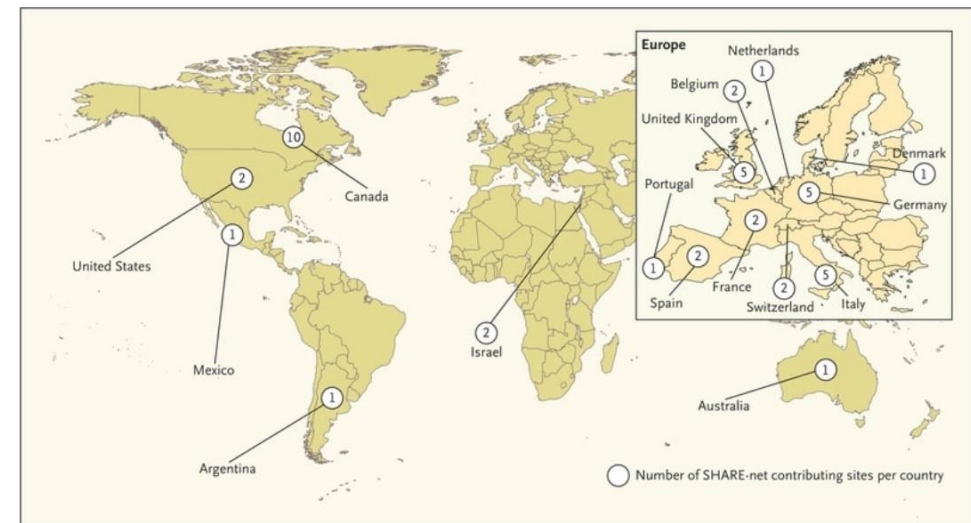 Europe
Netherlands
1
Belgium
2
United Kingdom
5
Denmark
1
Portugal
1
5
Germany
2
France
2
Spain
2
Switzerland
5
Italy
10
Canada
2
United States
1
Mexico
2
Israel
1
Argentina
1
Australia
Number of SHARE-net contributing sites per country